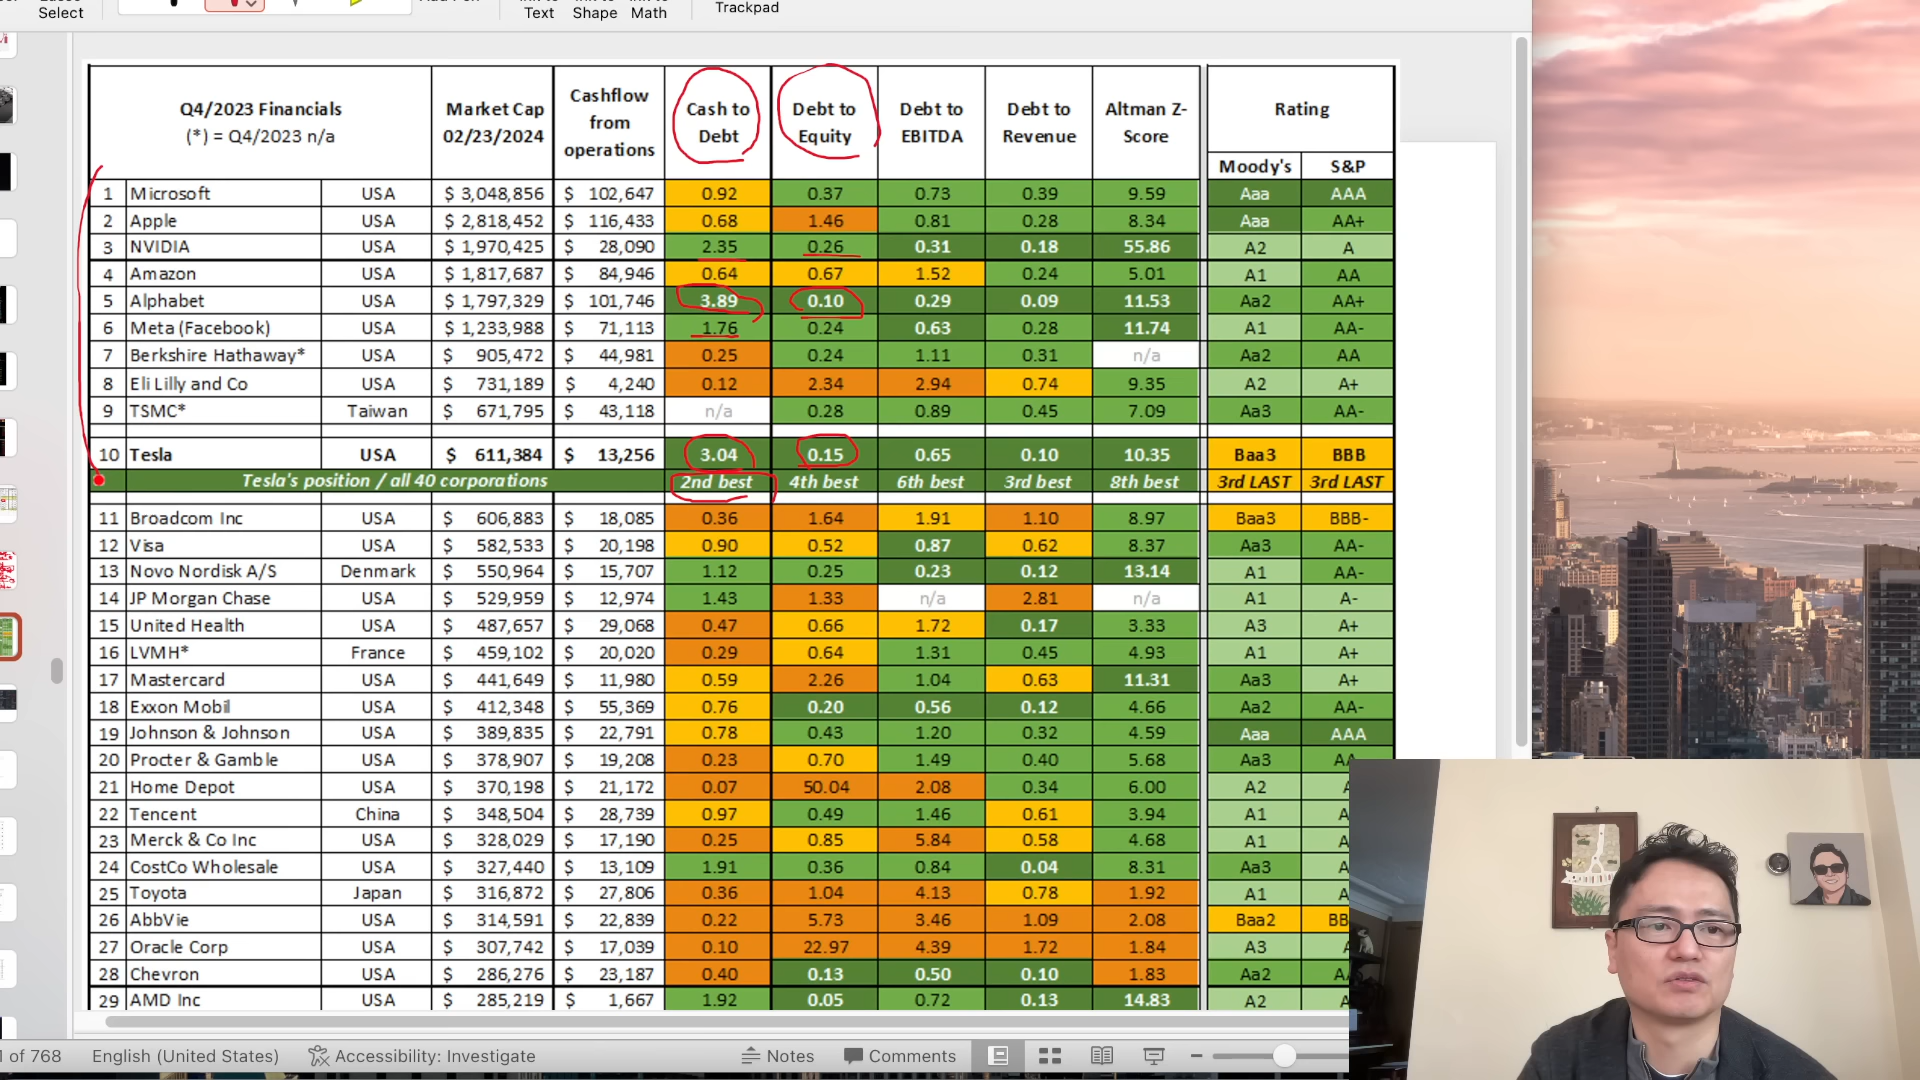 Select
Text
Shape
Math
Trackpad
Q4/2023 Financials
(*) = Q4/2023 n/a
Market Cap
02/23/2024
Cashflow
from
operations
Cash to
Debt
Debt to
Equity
Debt to
EBITDA
Debt to
Revenue
Altman Z-
Score
Rating
Moody's S&P
1 Microsoft USA $ 3,048,856 $ 102,647 0.92 0.37 0.73 0.39 9.59 Aaa AAA
2 Apple USA $ 2,818,452 $ 116,433 0.68 1.46 0.81 0.28 8.34 Aaa AA+
3 NVIDIA USA $ 1,970,425 $ 28,090 2.35 0.26 0.31 0.18 55.86 A2 A
4 Amazon USA $ 1,817,687 $ 84,946 0.64 0.67 1.52 0.24 5.01 A1 AA
5 Alphabet USA $ 1,797,329 $ 101,746 3.89 0.10 0.29 0.09 11.53 Aa2 AA+
6 Meta (Facebook) USA $ 1,233,988 $ 71,113 1.76 0.24 0.63 0.28 11.74 A1 AA-
7 Berkshire Hathaway* USA $ 905,472 $ 44,981 0.25 0.24 1.11 0.31 n/a Aa2 AA
8 Eli Lilly and Co USA $ 731,189 $ 4,240 0.12 2.34 2.94 0.74 9.35 A2 A+
9 TSMC* Taiwan $ 671,795 $ 43,118 n/a 0.28 0.89 0.45 7.09 Aa3 AA-
10 Tesla USA $ 611,384 $ 13,256 3.04 0.15 0.65 0.10 10.35 Baa3 BBB
Tesla's position / all 40 corporations 2nd best 4th best 6th best 3rd best 8th best 3rd LAST 3rd LAST
11 Broadcom Inc USA $ 606,883 $ 18,085 0.36 1.64 1.91 1.10 8.97 Baa3 BBB-
12 Visa USA $ 582,533 $ 20,198 0.90 0.52 0.87 0.62 8.37 Aa3 AA-
13 Novo Nordisk A/S Denmark $ 550,964 $ 15,707 1.12 0.25 0.23 0.12 13.14 A1 AA-
14 JP Morgan Chase USA $ 529,959 $ 12,974 1.43 1.33 n/a 2.81 n/a A1 A-
15 United Health USA $ 487,657 $ 29,068 0.47 0.66 1.72 0.17 3.33 A3 A+
16 LVMH* France $ 459,102 $ 20,020 0.29 0.64 1.31 0.45 4.93 A1 A+
17 Mastercard USA $ 441,649 $ 11,980 0.59 2.26 1.04 0.63 11.31 Aa3 A+
18 Exxon Mobil USA $ 412,348 $ 55,369 0.76 0.20 0.56 0.12 4.66 Aa2 AA-
19 Johnson & Johnson USA $ 389,835 $ 22,791 0.78 0.43 1.20 0.32 4.59 Aaa AAA
20 Procter & Gamble USA $ 378,907 $ 19,208 0.23 0.70 1.49 0.40 5.68 Aa3
21 Home Depot USA $ 370,198 $ 21,172 0.07 50.04 2.08 0.34 6.00 A2
22 Tencent China $ 348,504 $ 28,739 0.97 0.49 1.46 0.61 3.94 A1
23 Merck & Co Inc USA $ 328,029 $ 17,190 0.25 0.85 5.84 0.58 4.68 A1
24 CostCo Wholesale USA $ 327,440 $ 13,109 1.91 0.36 0.84 0.04 8.31 Aa3
25 Toyota Japan $ 316,872 $ 27,806 0.36 1.04 4.13 0.78 1.92 A1
26 AbbVie USA $ 314,591 $ 22,839 0.22 5.73 3.46 1.09 2.08 Baa2
27 Oracle Corp USA $ 307,742 $ 17,039 0.10 22.97 4.39 1.72 1.84 A3
28 Chevron USA $ 286,276 $ 23,187 0.40 0.13 0.50 0.10 1.83 Aa2
29 AMD Inc USA $ 285,219 $ 1,667 1.92 0.05 0.72 0.13 14.83 A2
of 768 English (United States) Accessibility: Investigate Notes Comments